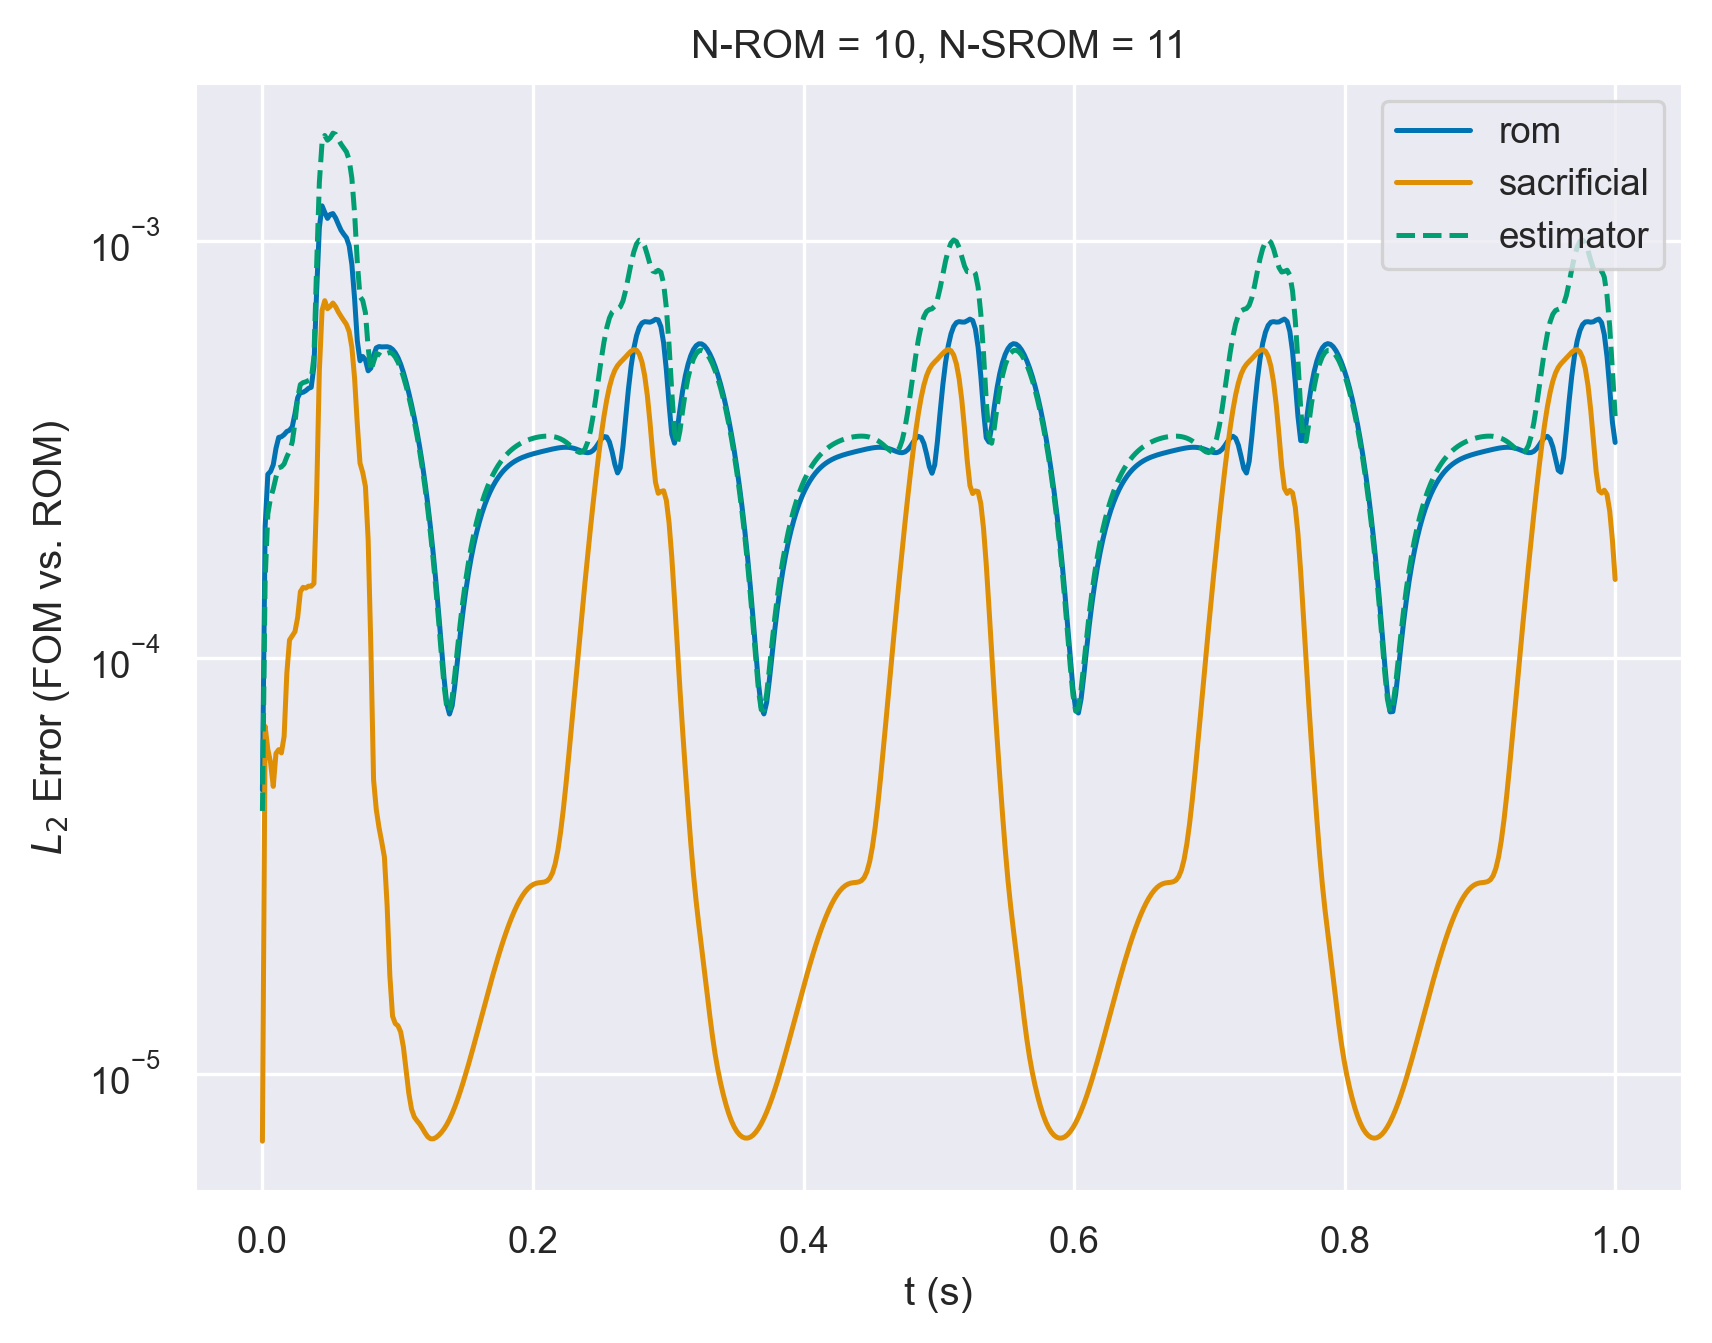 N-ROM = 10, N-SROM = 11
rom
sacrificial
estimator
L₂ Error (FOM vs. ROM)
10⁻³
10⁻⁴
10⁻⁵
0.0 0.2 0.4 0.6 0.8 1.0
t (s)